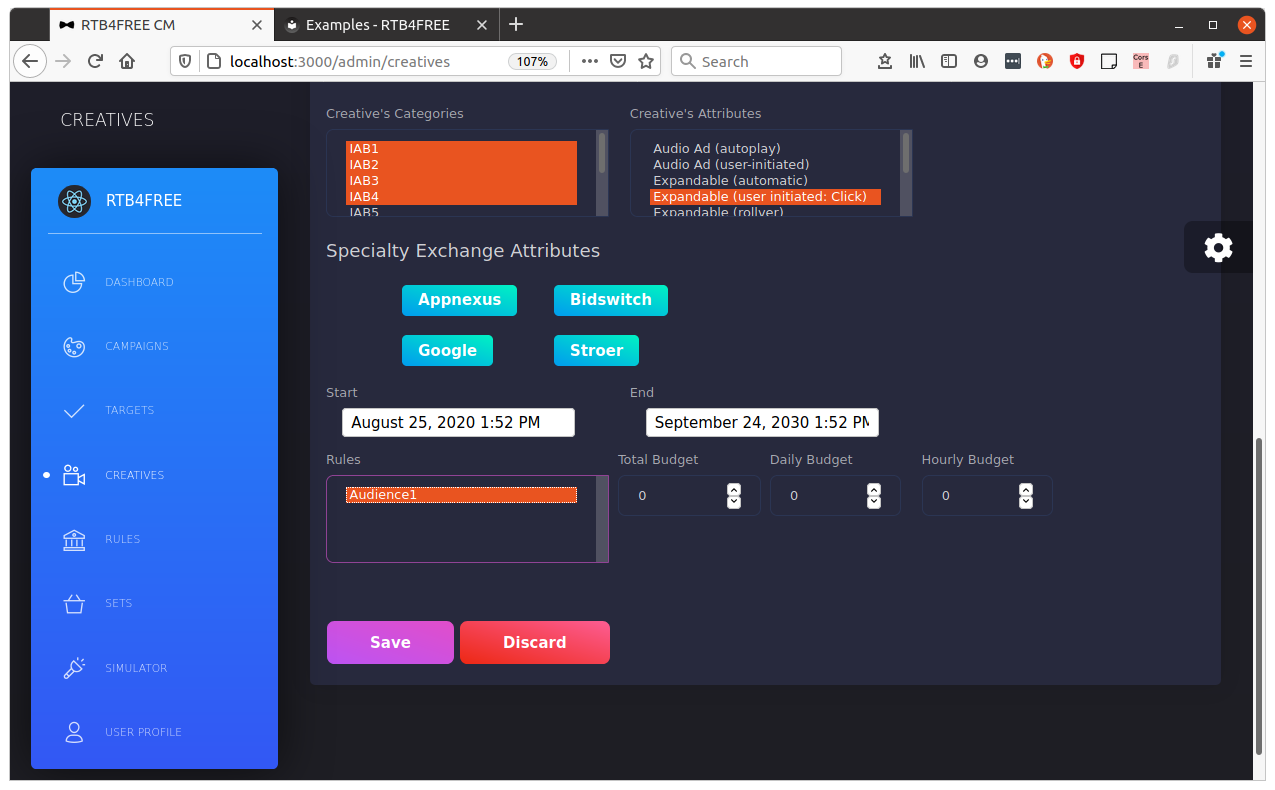 RTB4FREE CM
Examples - RTB4FREE
localhost:3000/admin/creatives
107%
Search
Cors
E
CREATIVES
RTB4FREE
DASHBOARD
CAMPAIGNS
TARGETS
CREATIVES
RULES
SETS
SIMULATOR
USER PROFILE
Creative's Categories
IAB1
IAB2
IAB3
IAB4
IAB5
Creative's Attributes
Audio Ad (autoplay)
Audio Ad (user-initiated)
Expandable (automatic)
Expandable (user initiated: Click)
Expandable (rollver)
Specialty Exchange Attributes
Appnexus
Bidswitch
Google
Stroer
Start
End
August 25, 2020 1:52 PM
September 24, 2030 1:52 PM
Rules
Total Budget
Daily Budget
Hourly Budget
Audience1
0
0
0
Save
Discard